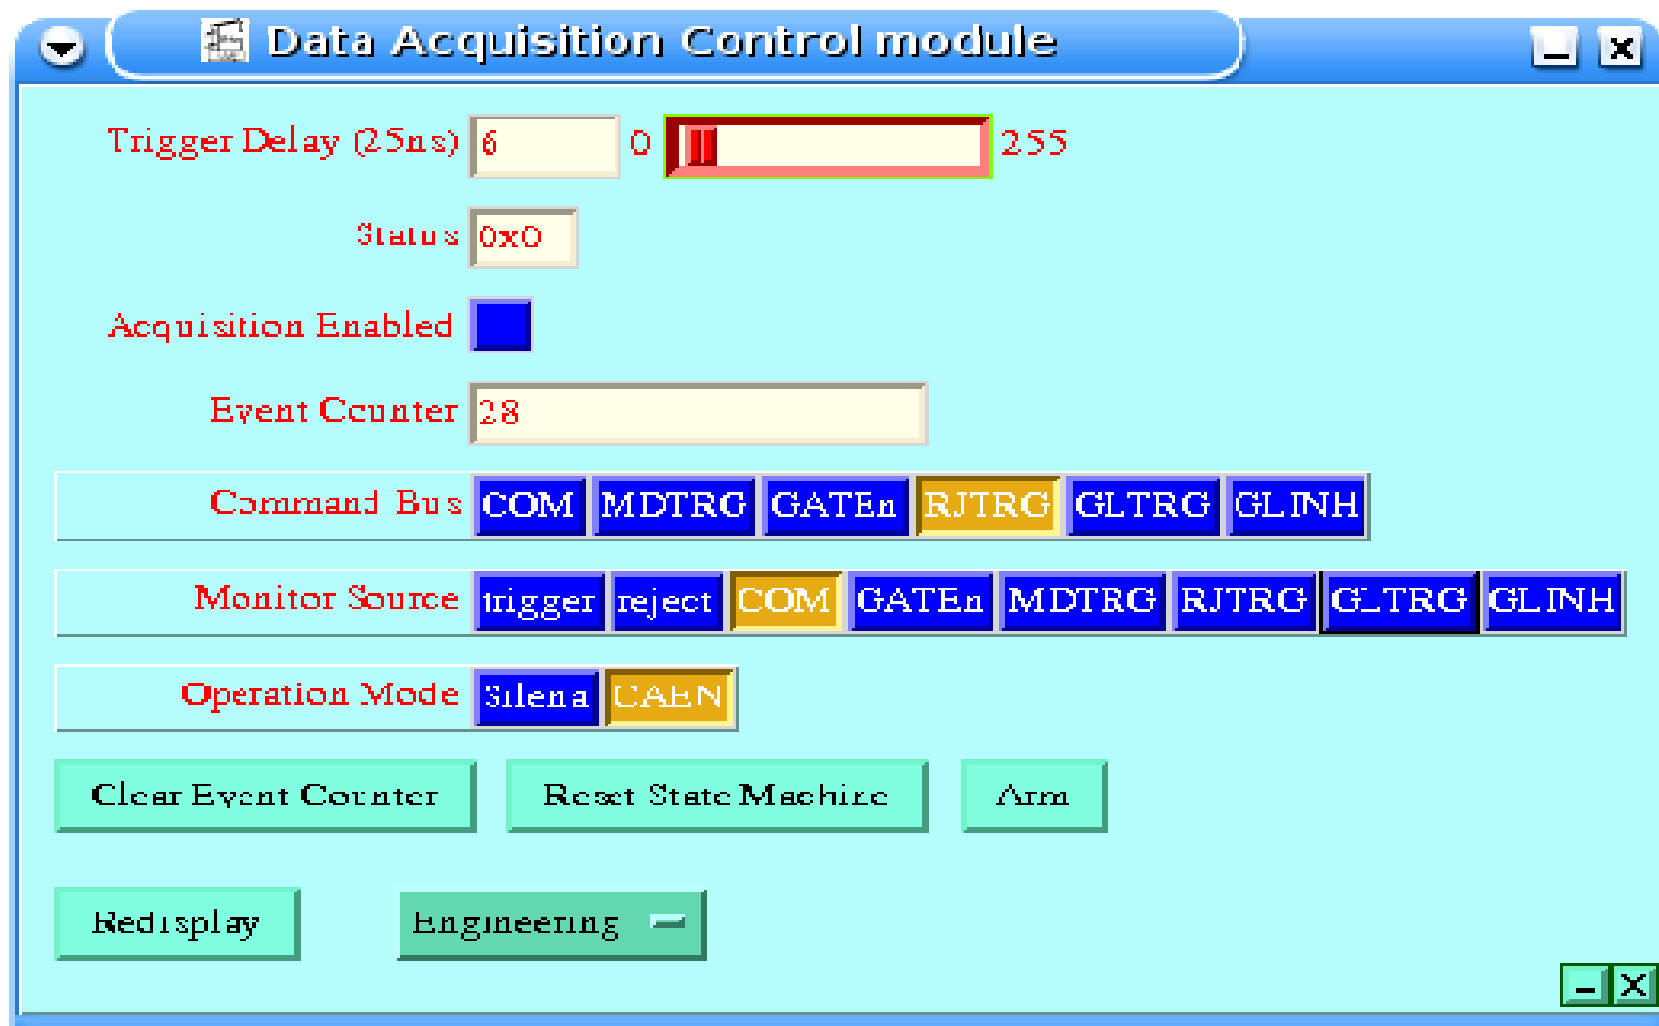 Data Acquisition Control module
Trigger Delay (25ns) 6 0 255
Status 0x0
Acquisition Enabled
Event Counter 28
Command Bus COM MDTRG GATEn RJTRG GLTRG GLINH
Monitor Source trigger reject COM GATEn MDTRG RJTRG GLTRG GLINH
Operation Mode Silena CAEN
Clear Event Counter Reset State Machine Arm
Redisplay Engineering